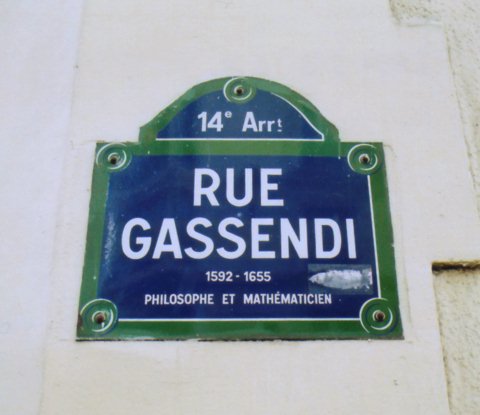 14e Arrt
RUE
GASSENDI
1592 - 1655
PHILOSOPHE ET MATHÉMATICIEN